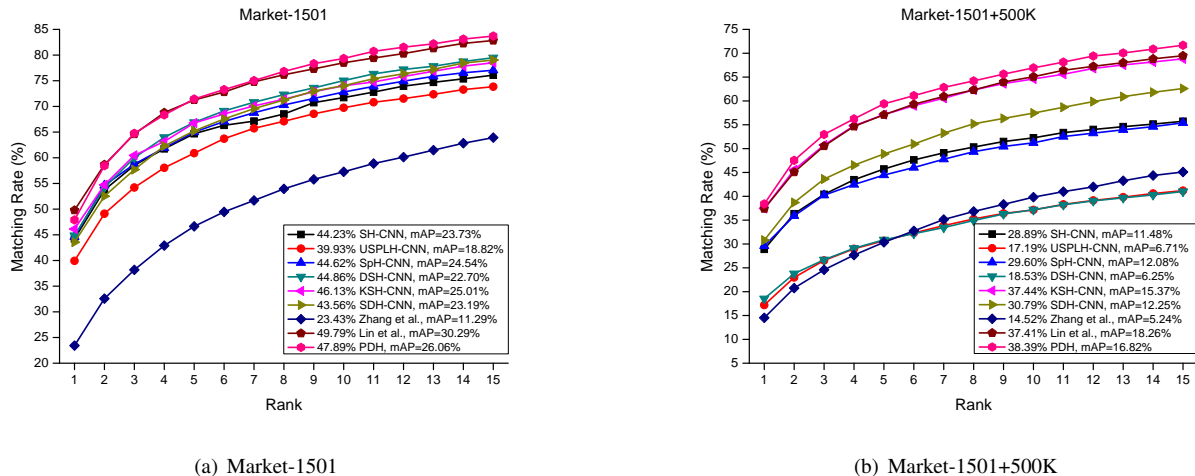 Market-1501
Matching Rate (%)
85
80
75
70
65
60
55
50
45
40
35
30
25
20
44.23% SH-CNN, mAP=23.73%
39.93% USPLH-CNN, mAP=18.82%
44.62% SpH-CNN, mAP=24.54%
44.86% DSH-CNN, mAP=22.70%
46.13% KSH-CNN, mAP=25.01%
43.56% SDH-CNN, mAP=23.19%
23.43% Zhang et al., mAP=11.29%
49.79% Lin et al., mAP=30.29%
47.89% PDH, mAP=26.06%
1 2 3 4 5 6 7 8 9 10 11 12 13 14 15
Rank
(a) Market-1501
Market-1501+500K
Matching Rate (%)
75
70
65
60
55
50
45
40
35
30
25
20
15
10
5
28.89% SH-CNN, mAP=11.48%
17.19% USPLH-CNN, mAP=6.71%
29.60% SpH-CNN, mAP=12.08%
18.53% DSH-CNN, mAP=6.25%
37.44% KSH-CNN, mAP=15.37%
30.79% SDH-CNN, mAP=12.25%
14.52% Zhang et al., mAP=5.24%
37.41% Lin et al., mAP=18.26%
38.39% PDH, mAP=16.82%
1 2 3 4 5 6 7 8 9 10 11 12 13 14 15
Rank
(b) Market-1501+500K